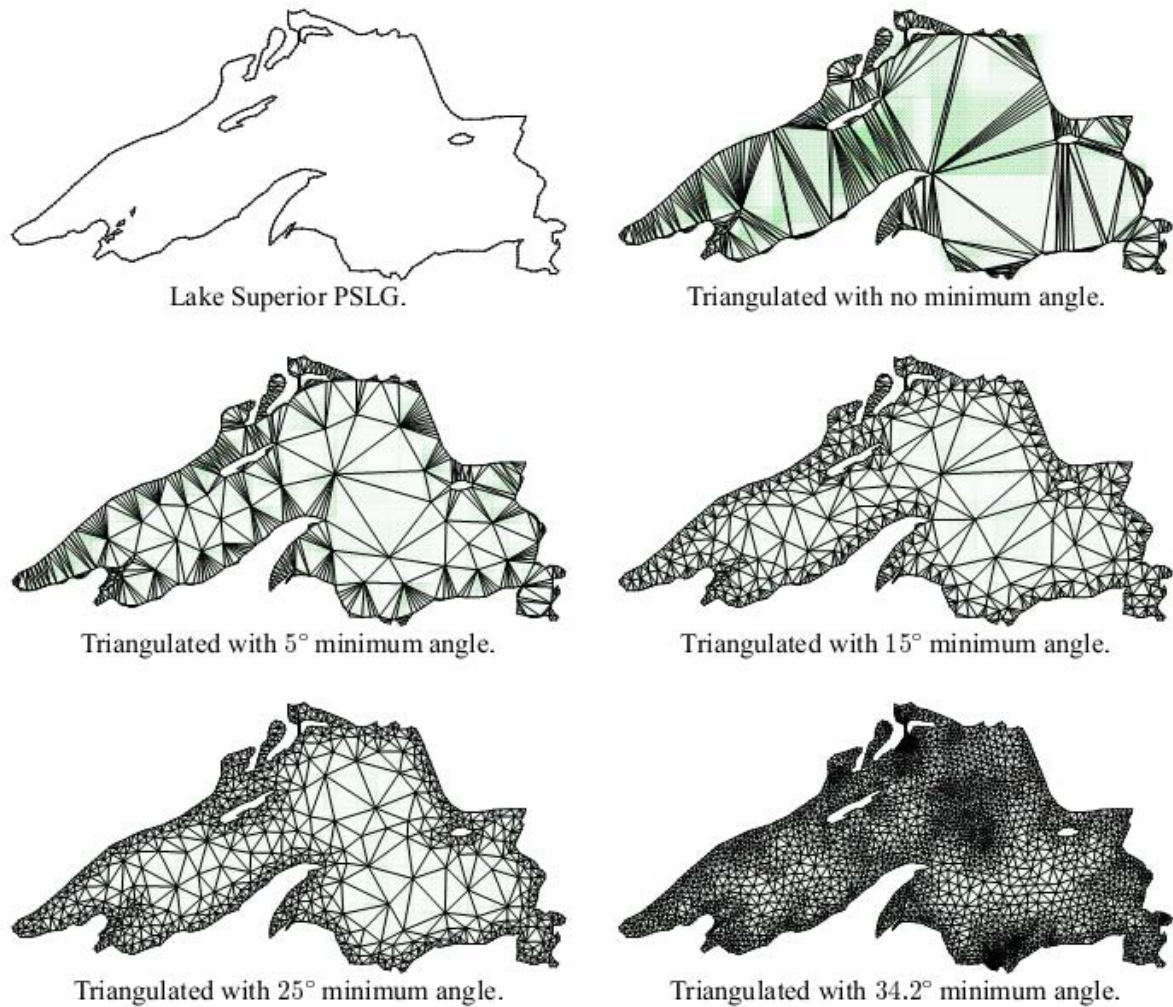 Lake Superior PSLG.
Triangulated with no minimum angle.
Triangulated with 5° minimum angle.
Triangulated with 15° minimum angle.
Triangulated with 25° minimum angle.
Triangulated with 34.2° minimum angle.